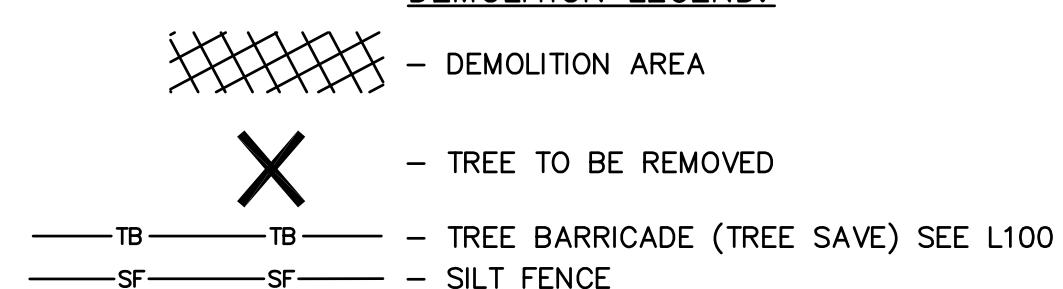 DEMOLITION LEGEND:
– DEMOLITION AREA
– TREE TO BE REMOVED
TB TB – TREE BARRICADE (TREE SAVE) SEE L100
SF SF – SILT FENCE